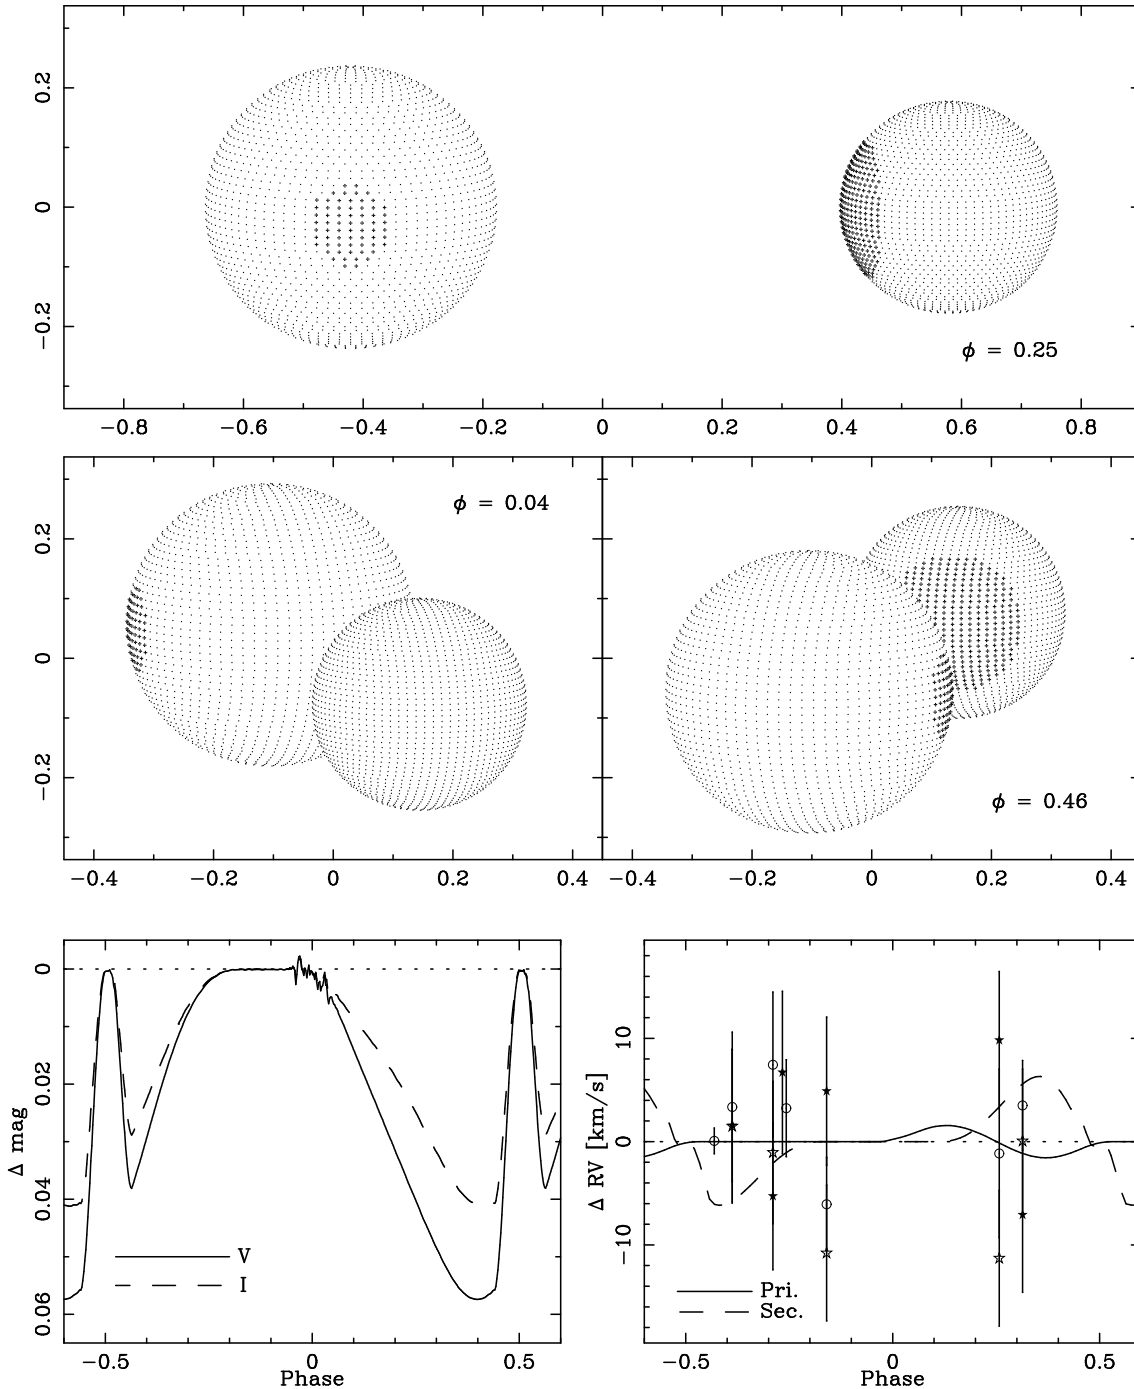 0.2
0
−0.2
ϕ = 0.25
−0.8 −0.6 −0.4 −0.2 0 0.2 0.4 0.6 0.8
0.2
0
−0.2
ϕ = 0.04
ϕ = 0.46
−0.4 −0.2 0 0.2 0.4
−0.4 −0.2 0 0.2 0.4
0
0.02
0.04
0.06
Δ mag
V
I
−0.5 0 0.5
Phase
10
0
−10
Δ RV [km/s]
Pri.
Sec.
−0.5 0 0.5
Phase